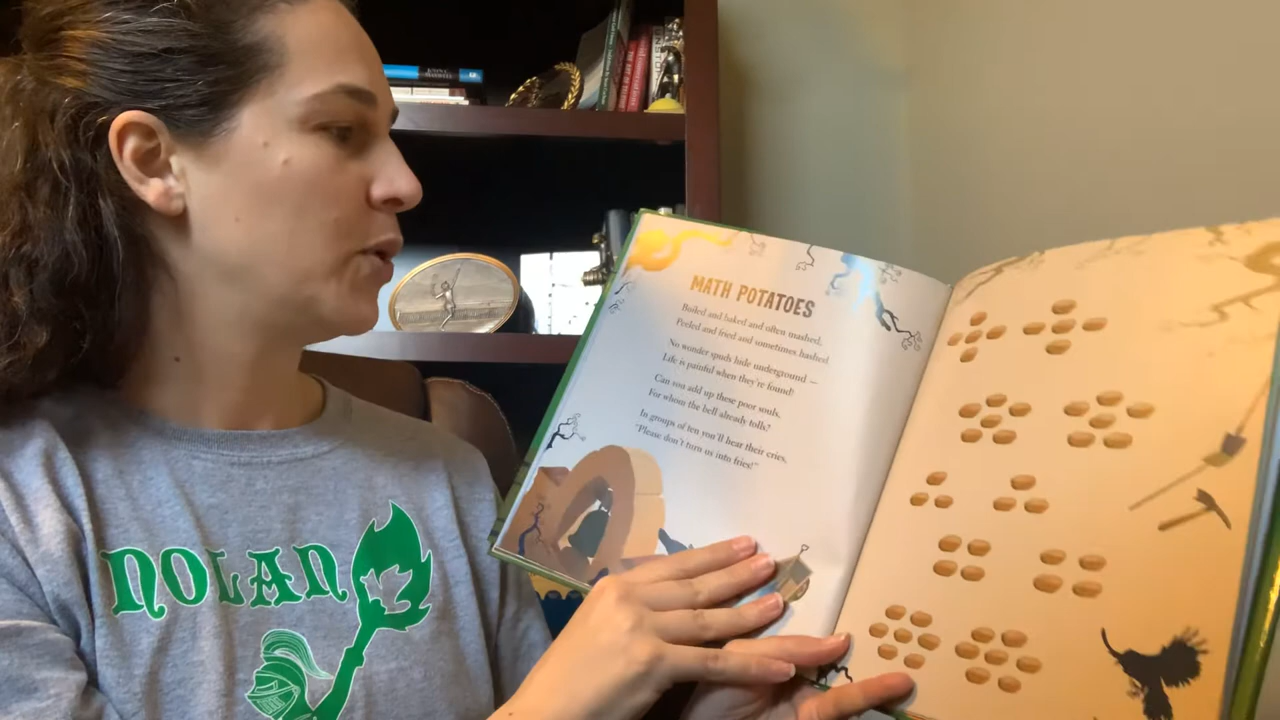 MATH POTATOES
Boiled and baked and often mashed,
Peeled and fried and sometimes hashed
No wonder spuds hide underground —
Life is painful when they're found!
Can you add up these poor souls,
For whom the bell already tolls?
In groups of ten you'll hear their cries,
"Please don't turn us into fries!"
NOLAN